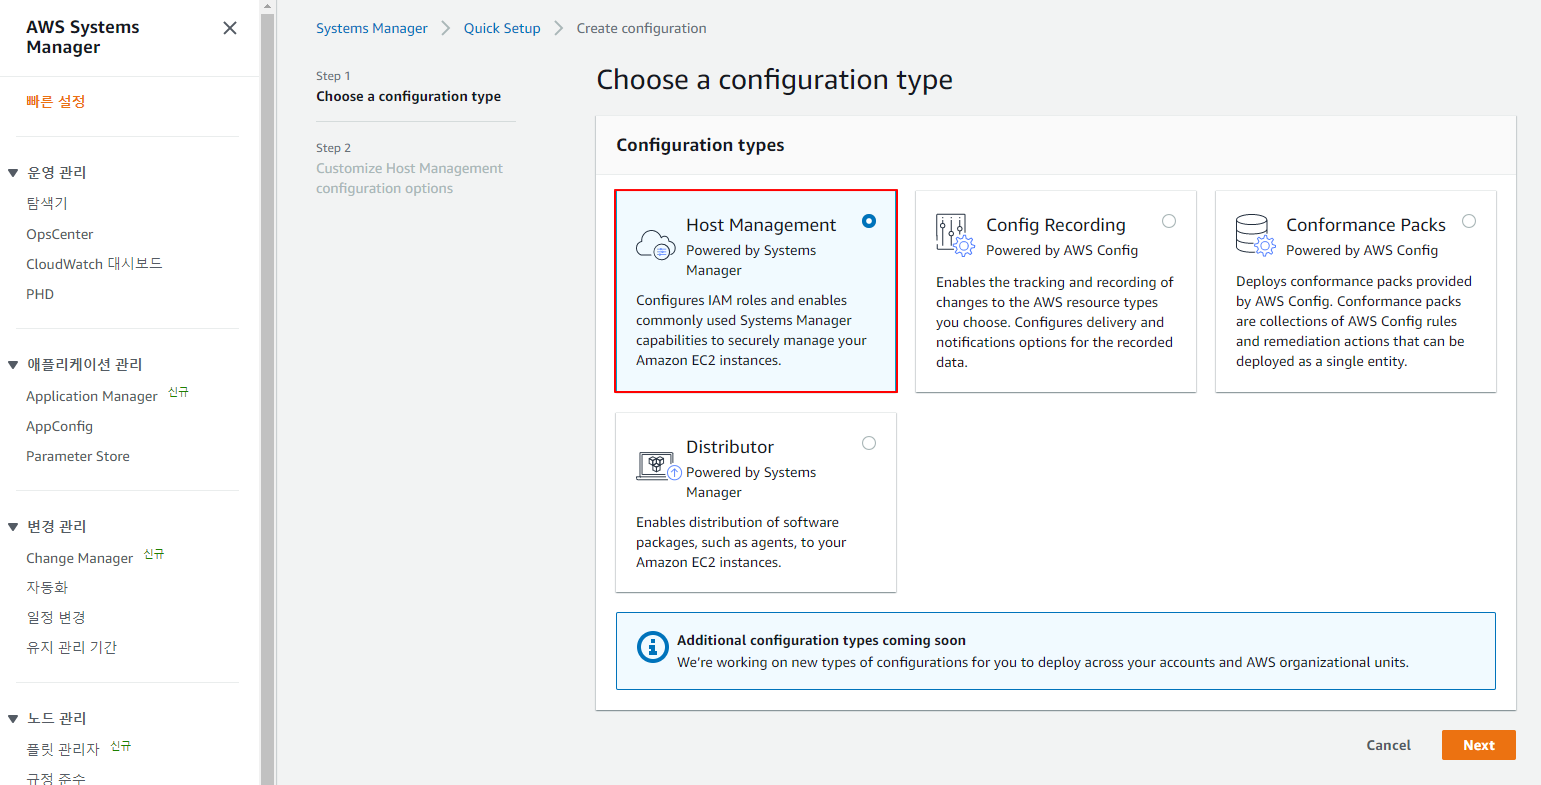 AWS Systems
Manager
빠른 설정
운영 관리
탐색기
OpsCenter
CloudWatch 대시보드
PHD
애플리케이션 관리
Application Manager 신규
AppConfig
Parameter Store
변경 관리
Change Manager 신규
자동화
일정 변경
유지 관리 기간
노드 관리
플릿 관리자 신규
규정 준수
Systems Manager > Quick Setup > Create configuration
Step 1
Choose a configuration type
Step 2
Customize Host Management
configuration options
Choose a configuration type
Configuration types
Host Management
Powered by Systems
Manager
Configures IAM roles and enables
commonly used Systems Manager
capabilities to securely manage your
Amazon EC2 instances.
Config Recording
Powered by AWS Config
Enables the tracking and recording of
changes to the AWS resource types
you choose. Configures delivery and
notifications options for the recorded
data.
Conformance Packs
Powered by AWS Config
Deploys conformance packs provided
by AWS Config. Conformance packs
are collections of AWS Config rules
and remediation actions that can be
deployed as a single entity.
Distributor
Powered by Systems
Manager
Enables distribution of software
packages, such as agents, to your
Amazon EC2 instances.
Additional configuration types coming soon
We're working on new types of configurations for you to deploy across your accounts and AWS organizational units.
Cancel
Next